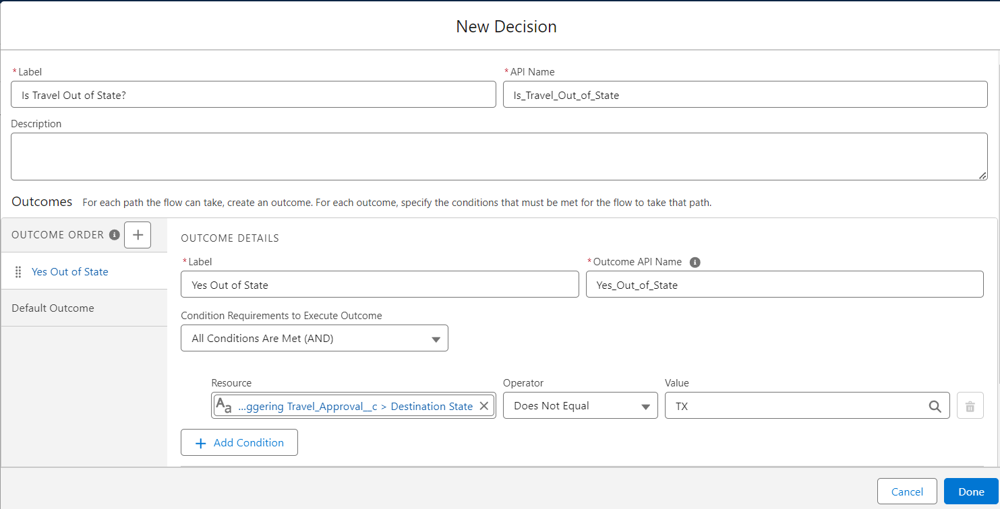 New Decision
* Label
* API Name
Is Travel Out of State?
Is_Travel_Out_of_State
Description
Outcomes For each path the flow can take, create an outcome. For each outcome, specify the conditions that must be met for the flow to take that path.
OUTCOME ORDER i +
OUTCOME DETAILS
* Label
* Outcome API Name i
Yes Out of State
Yes Out of State
Yes_Out_of_State
Default Outcome
Condition Requirements to Execute Outcome
All Conditions Are Met (AND)
Resource
Operator
Value
Aa ...ggering Travel_Approval__c > Destination State
Does Not Equal
TX
+ Add Condition
Cancel
Done